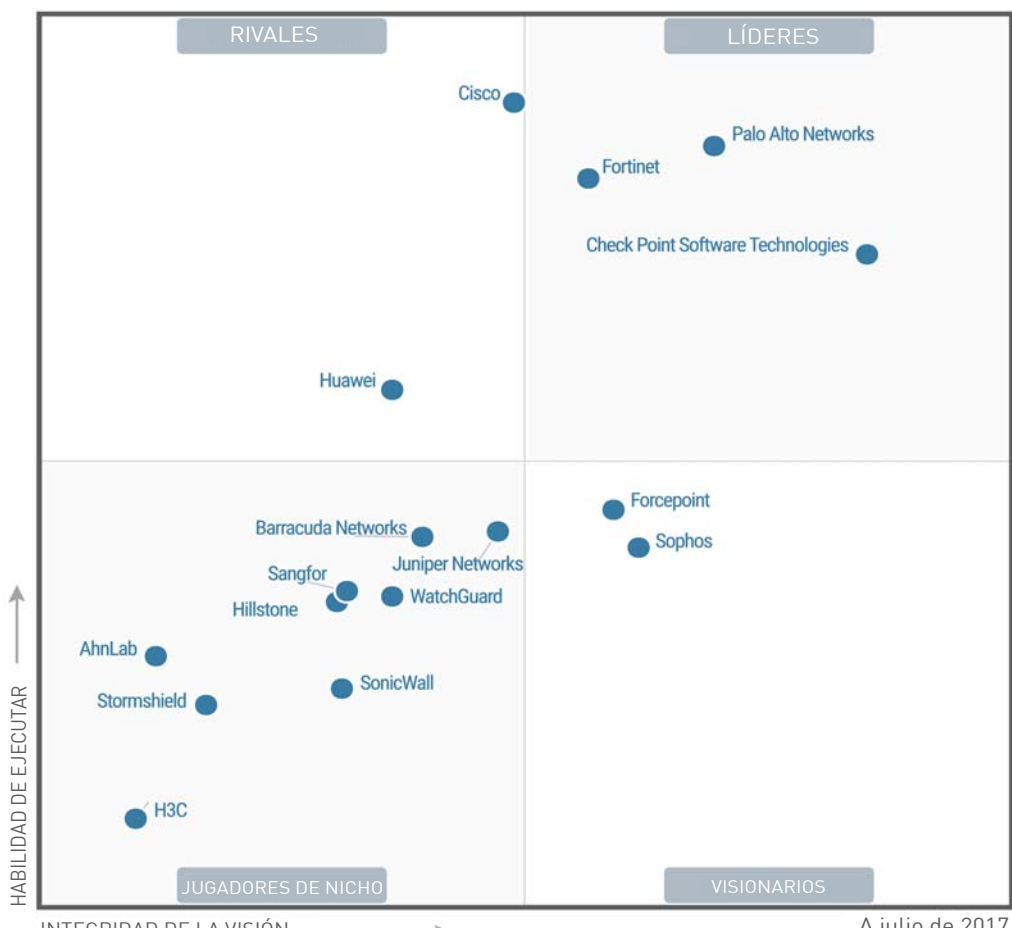 RIVALES
LÍDERES
Cisco
Palo Alto Networks
Fortinet
Check Point Software Technologies
Huawei
Forcepoint
Barracuda Networks
Sophos
Juniper Networks
Sangfor
WatchGuard
Hillstone
AhnLab
SonicWall
Stormshield
H3C
JUGADORES DE NICHO
VISIONARIOS
HABILIDAD DE EJECUTAR
INTEGRIDAD DE LA VISIÓN
A julio de 2017